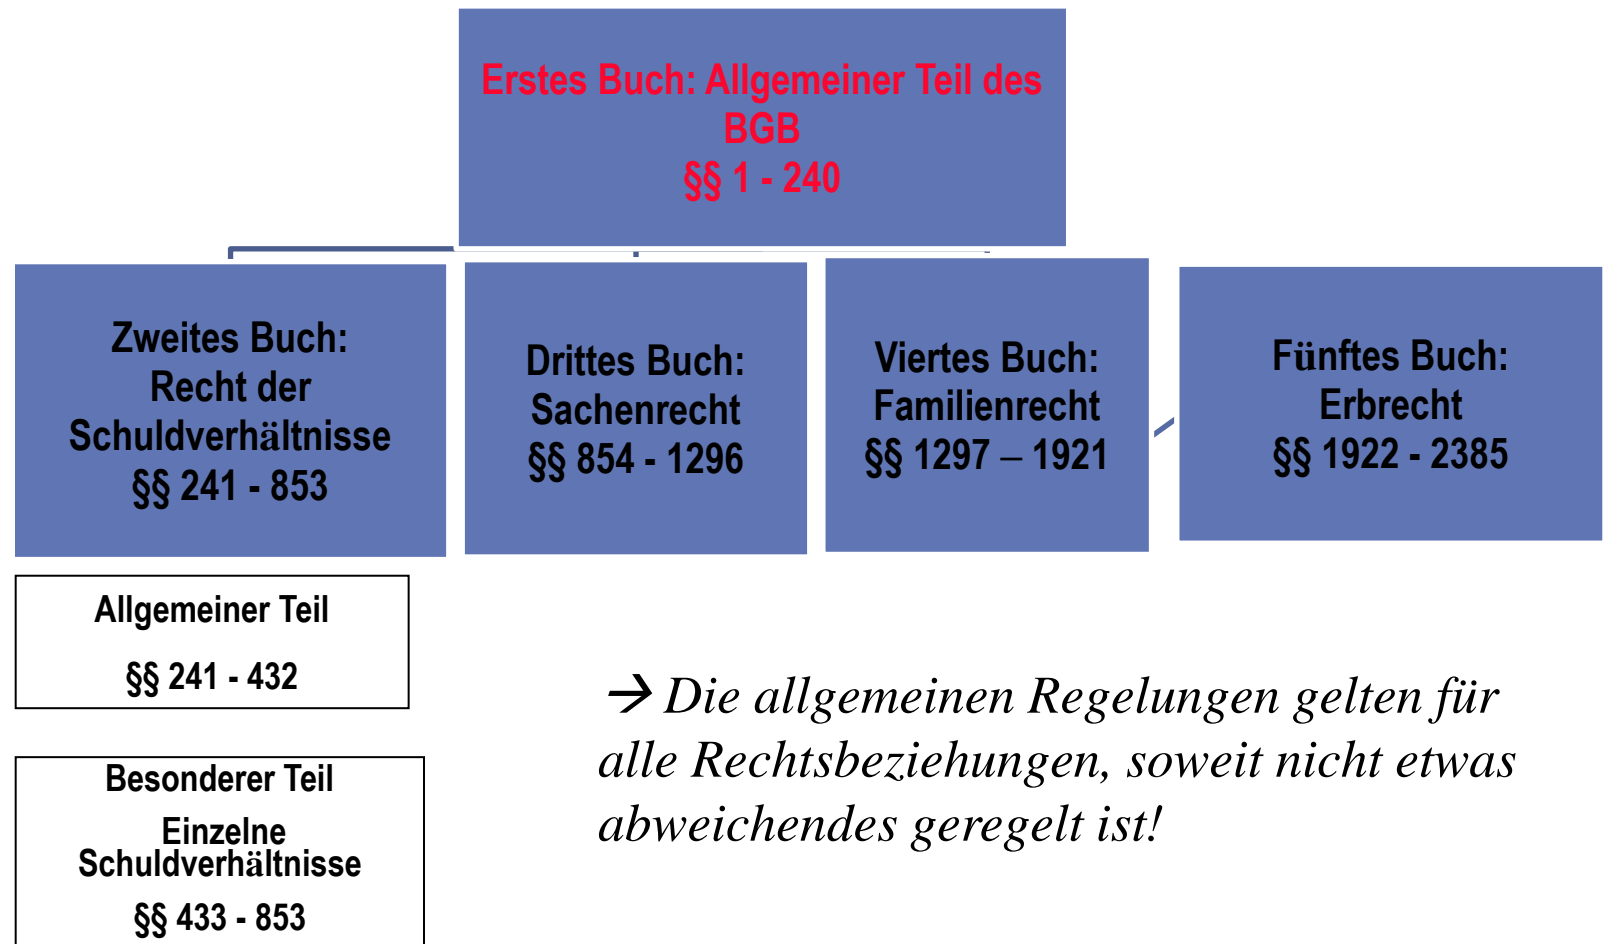 Erstes Buch: Allgemeiner Teil des
BGB
§§ 1 - 240
Zweites Buch:
Recht der
Schuldverhältnisse
§§ 241 - 853
Drittes Buch:
Sachenrecht
§§ 854 - 1296
Viertes Buch:
Familienrecht
§§ 1297 – 1921
Fünftes Buch:
Erbrecht
§§ 1922 - 2385
Allgemeiner Teil
§§ 241 - 432
Besonderer Teil
Einzelne
Schuldverhältnisse
§§ 433 - 853
→ Die allgemeinen Regelungen gelten für
alle Rechtsbeziehungen, soweit nicht etwas
abweichendes geregelt ist!